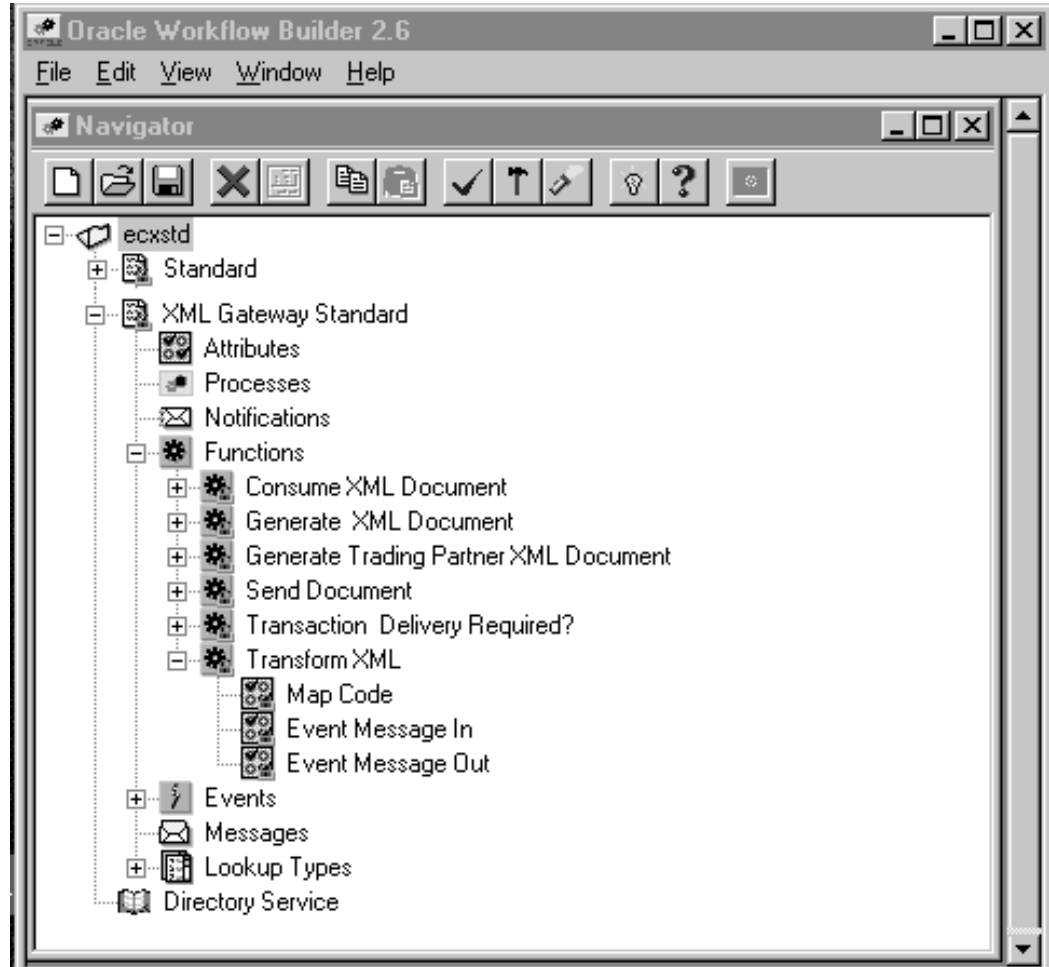 Oracle Workflow Builder 2.6
File Edit View Window Help
Navigator
ecxstd
Standard
XML Gateway Standard
Attributes
Processes
Notifications
Functions
Consume XML Document
Generate XML Document
Generate Trading Partner XML Document
Send Document
Transaction Delivery Required?
Transform XML
Map Code
Event Message In
Event Message Out
Events
Messages
Lookup Types
Directory Service